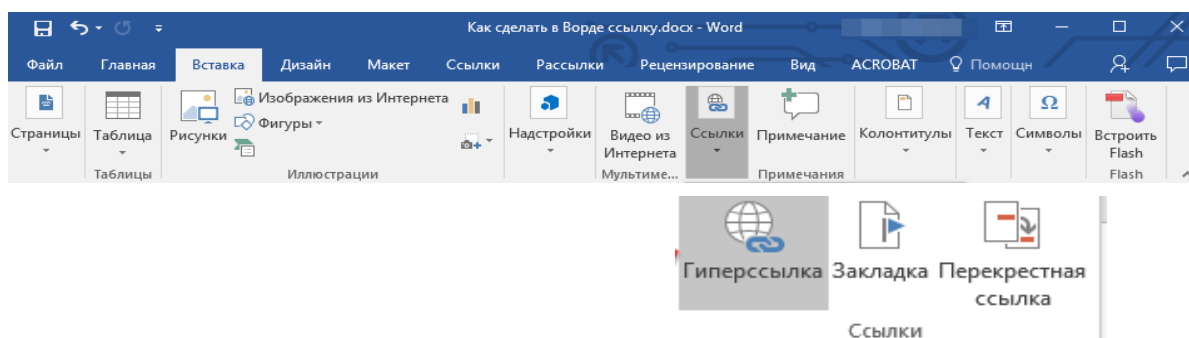 Как сделать в Ворде ссылку.docx - Word
Файл Главная Вставка Дизайн Макет Ссылки Рассылки Рецензирование Вид ACROBAT Помощн
Страницы Таблица Рисунки Изображения из Интернета Фигуры Надстройки Видео из Интернета Ссылки Примечание Колонтитулы Текст Символы Встроить Flash
Таблицы Иллюстрации Мультиме... Примечания Flash
Гиперссылка Закладка Перекрестная
ссылка
Ссылки